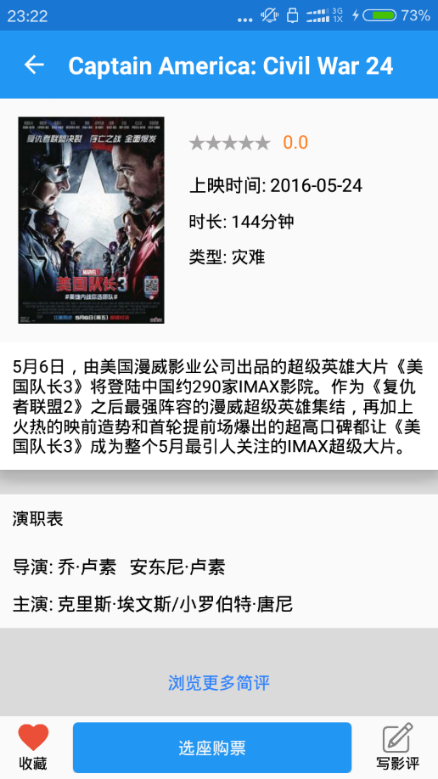 23:22
3G
1X
73%
Captain America: Civil War 24
复仇者联盟决裂 存亡之战 全面爆发
MARVEL
美国队长3
5月6日(周五)
0.0
上映时间: 2016-05-24
时长: 144分钟
类型: 灾难
5月6日，由美国漫威影业公司出品的超级英雄大片《美
国队长3》将登陆中国约290家IMAX影院。作为《复仇
者联盟2》之后最强阵容的漫威超级英雄集结，再加上
火热的映前造势和首轮提前场爆出的超高口碑都让《美
国队长3》成为整个5月最引人关注的IMAX超级大片。
演职表
导演: 乔·卢素 安东尼·卢素
主演: 克里斯·埃文斯/小罗伯特·唐尼
浏览更多简评
收藏
选座购票
写影评